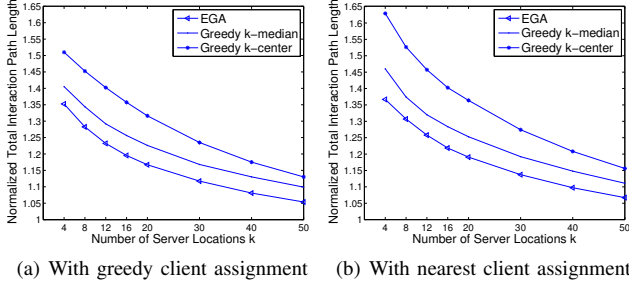 Normalized Total Interaction Path Length
1.65
1.6
1.55
1.5
1.45
1.4
1.35
1.3
1.25
1.2
1.15
1.1
1.05
1
4 8 12 16 20 30 40 50
Number of Server Locations k
EGA
Greedy k−median
Greedy k−center
(a) With greedy client assignment
Normalized Total Interaction Path Length
1.65
1.6
1.55
1.5
1.45
1.4
1.35
1.3
1.25
1.2
1.15
1.1
1.05
1
4 8 12 16 20 30 40 50
Number of Server Locations k
EGA
Greedy k−median
Greedy k−center
(b) With nearest client assignment